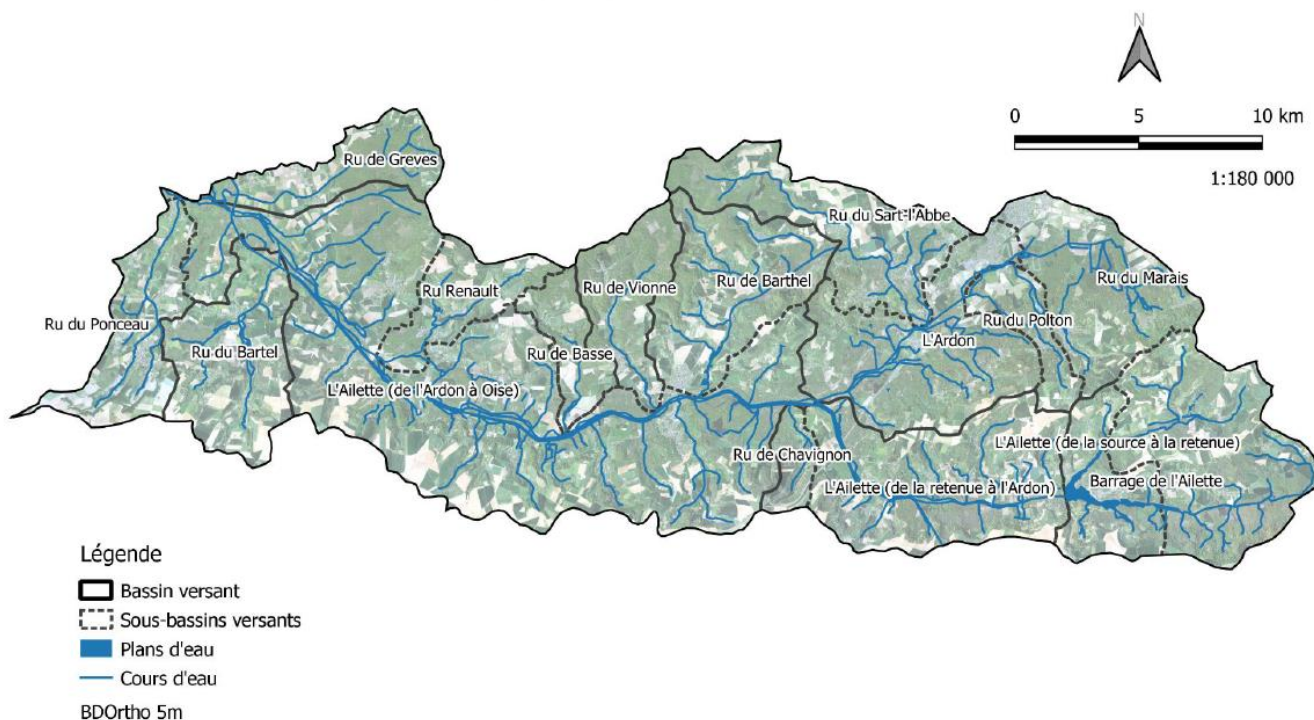 N
0 5 10 km
1:180 000
Ru de Greves
Ru du Sart-l'Abbe
Ru de Vionne
Ru de Barthel
Ru du Marais
Ru Renault
Ru du Ponceau
Ru du Polton
L'Ardon
Ru du Bartel
Ru de Basse
L'Ailette (de l'Ardon à Oise)
L'Ailette (de la source à la retenue)
Ru de Chavignon
Barrage de l'Ailette
L'Ailette (de la retenue à l'Ardon)
Légende
Bassin versant
Sous-bassins versants
Plans d'eau
Cours d'eau
BDOrtho 5m